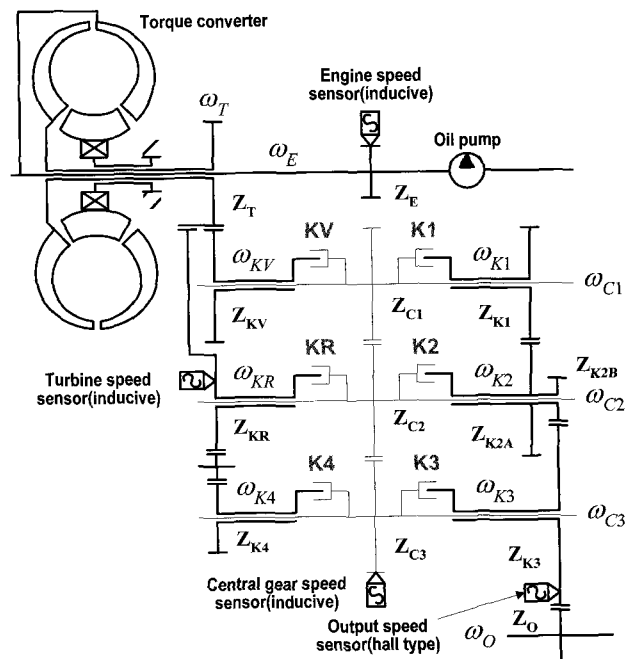 Torque converter
Engine speed
sensor(inducive)
ω_T
Oil pump
ω_E
Z_T
Z_E
KV
K1
ω_KV
ω_K1
ω_C1
Z_C1
Z_KV
Z_K1
KR
K2
Z_K2B
ω_KR
ω_K2
ω_C2
Turbine speed
sensor(inducive)
Z_C2
Z_KR
Z_K2A
K4
K3
ω_K4
ω_K3
ω_C3
Z_K4
Z_C3
Z_K3
Central gear speed
sensor(inducive)
Output speed
sensor(hall type)
Z_O
ω_O